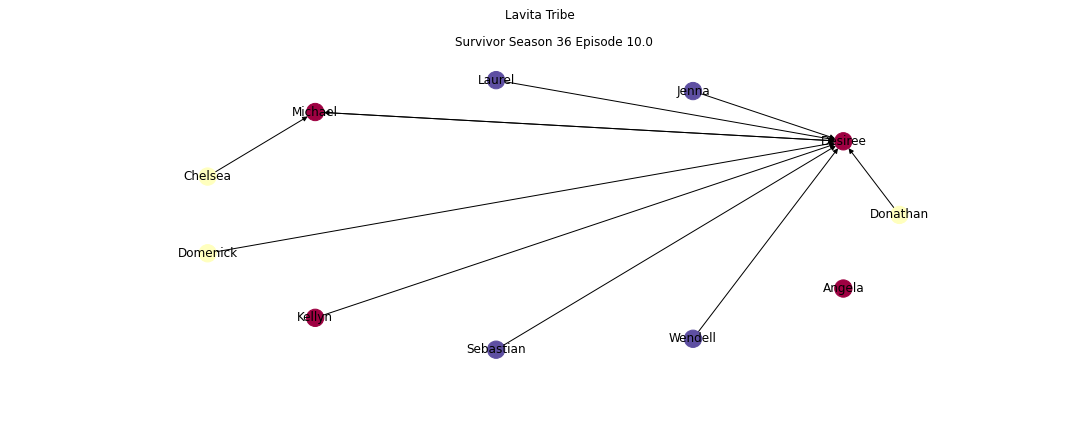 Lavita Tribe
Survivor Season 36 Episode 10.0
Laurel
Jenna
Michael
Desiree
Chelsea
Donathan
Domenick
Angela
Kellyn
Wendell
Sebastian